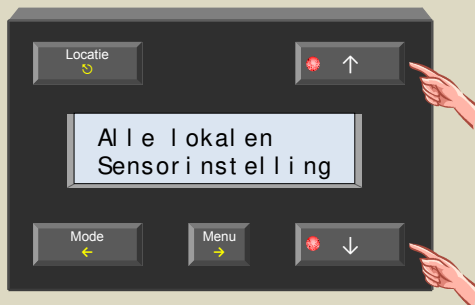 Locatie
↑
Alle lokalen
Sensorinstelling
Mode
←
Menu
→
↓